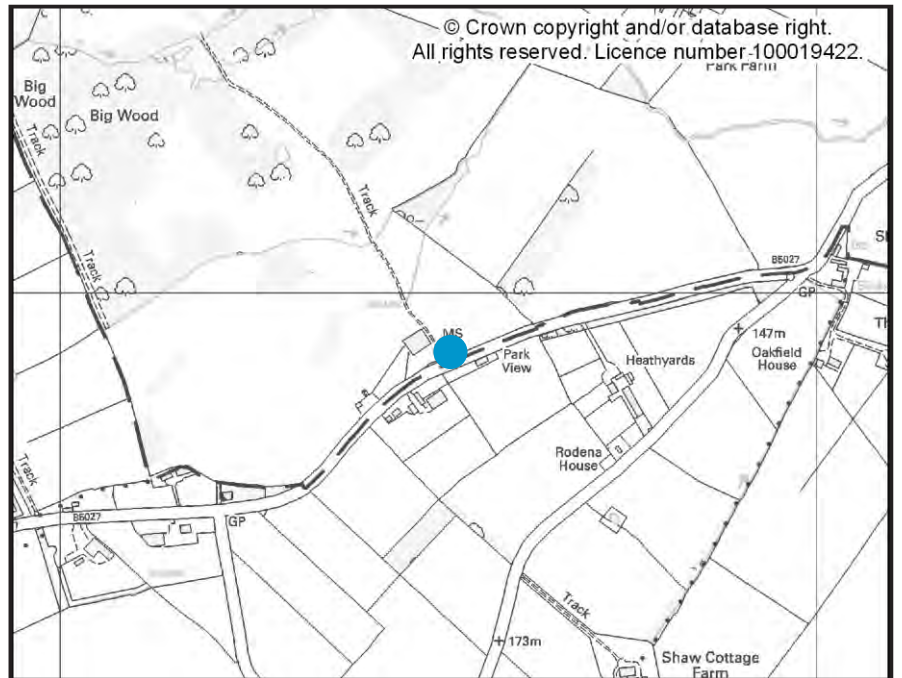 © Crown copyright and/or database right.
All rights reserved. Licence number 100019422.
Park Farm
Big
Wood
Big Wood
Track
Track
Track
B5027
GP
MS
147m
Park
View
Heathyards
Oakfield
House
Rodena
House
Track
B5027
GP
Track
173m
Shaw Cottage
Farm